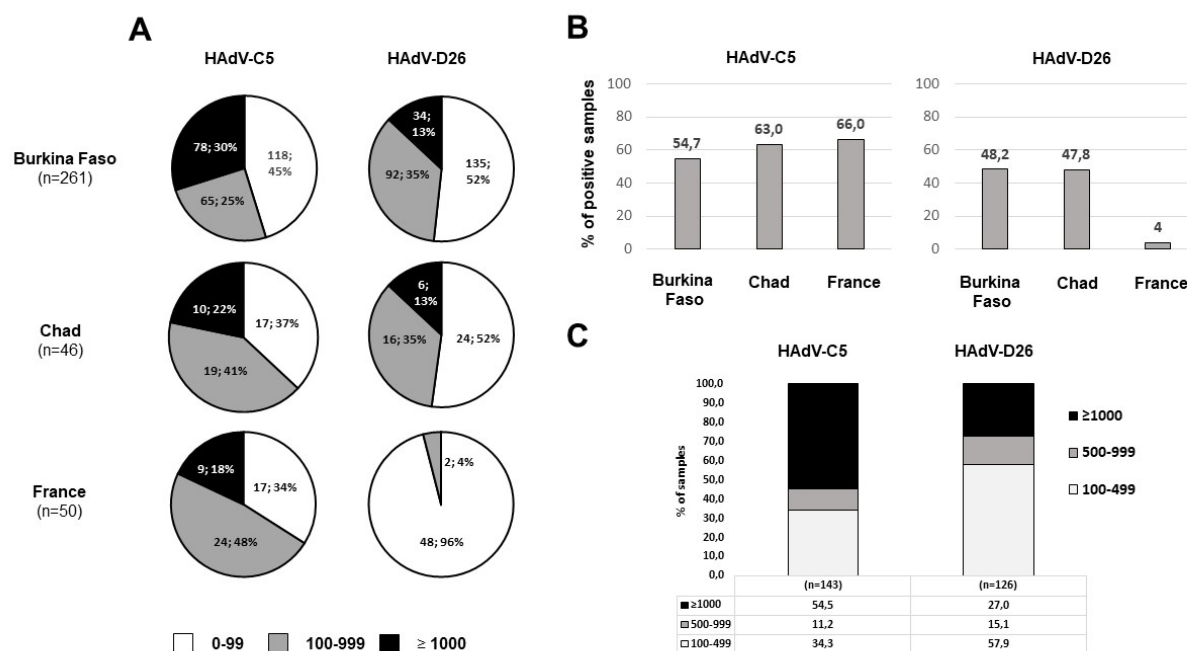 A
HAdV-C5
HAdV-D26
Burkina Faso
(n=261)
78; 30%
118;
45%
65; 25%
34;
13%
135;
52%
92; 35%
Chad
(n=46)
10; 22%
17; 37%
19; 41%
6;
13%
16; 35%
24; 52%
France
(n=50)
9; 18%
17; 34%
24; 48%
2; 4%
48; 96%
0-99
100-999
≥ 1000
B
HAdV-C5
HAdV-D26
% of positive samples
100
80
60
40
20
0
54,7
63,0
66,0
Burkina
Faso
Chad
France
100
80
60
40
20
0
48,2
47,8
4
Burkina
Faso
Chad
France
C
HAdV-C5
HAdV-D26
% of samples
100,0
90,0
80,0
70,0
60,0
50,0
40,0
30,0
20,0
10,0
0,0
≥1000
500-999
100-499
(n=143) (n=126)
≥1000 54,5 27,0
500-999 11,2 15,1
100-499 34,3 57,9